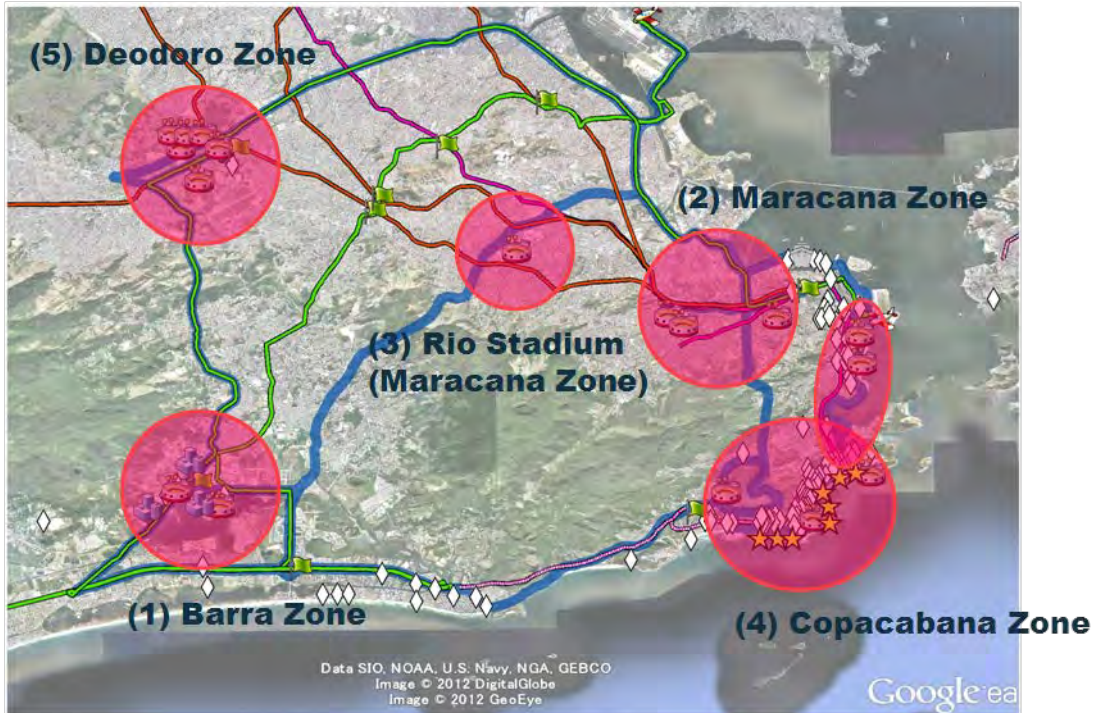 (5) Deodoro Zone
(2) Maracana Zone
(3) Rio Stadium
(Maracana Zone)
(1) Barra Zone
(4) Copacabana Zone
Data SIO, NOAA, U.S. Navy, NGA, GEBCO
Image © 2012 DigitalGlobe
Image © 2012 GeoEye
Google ea